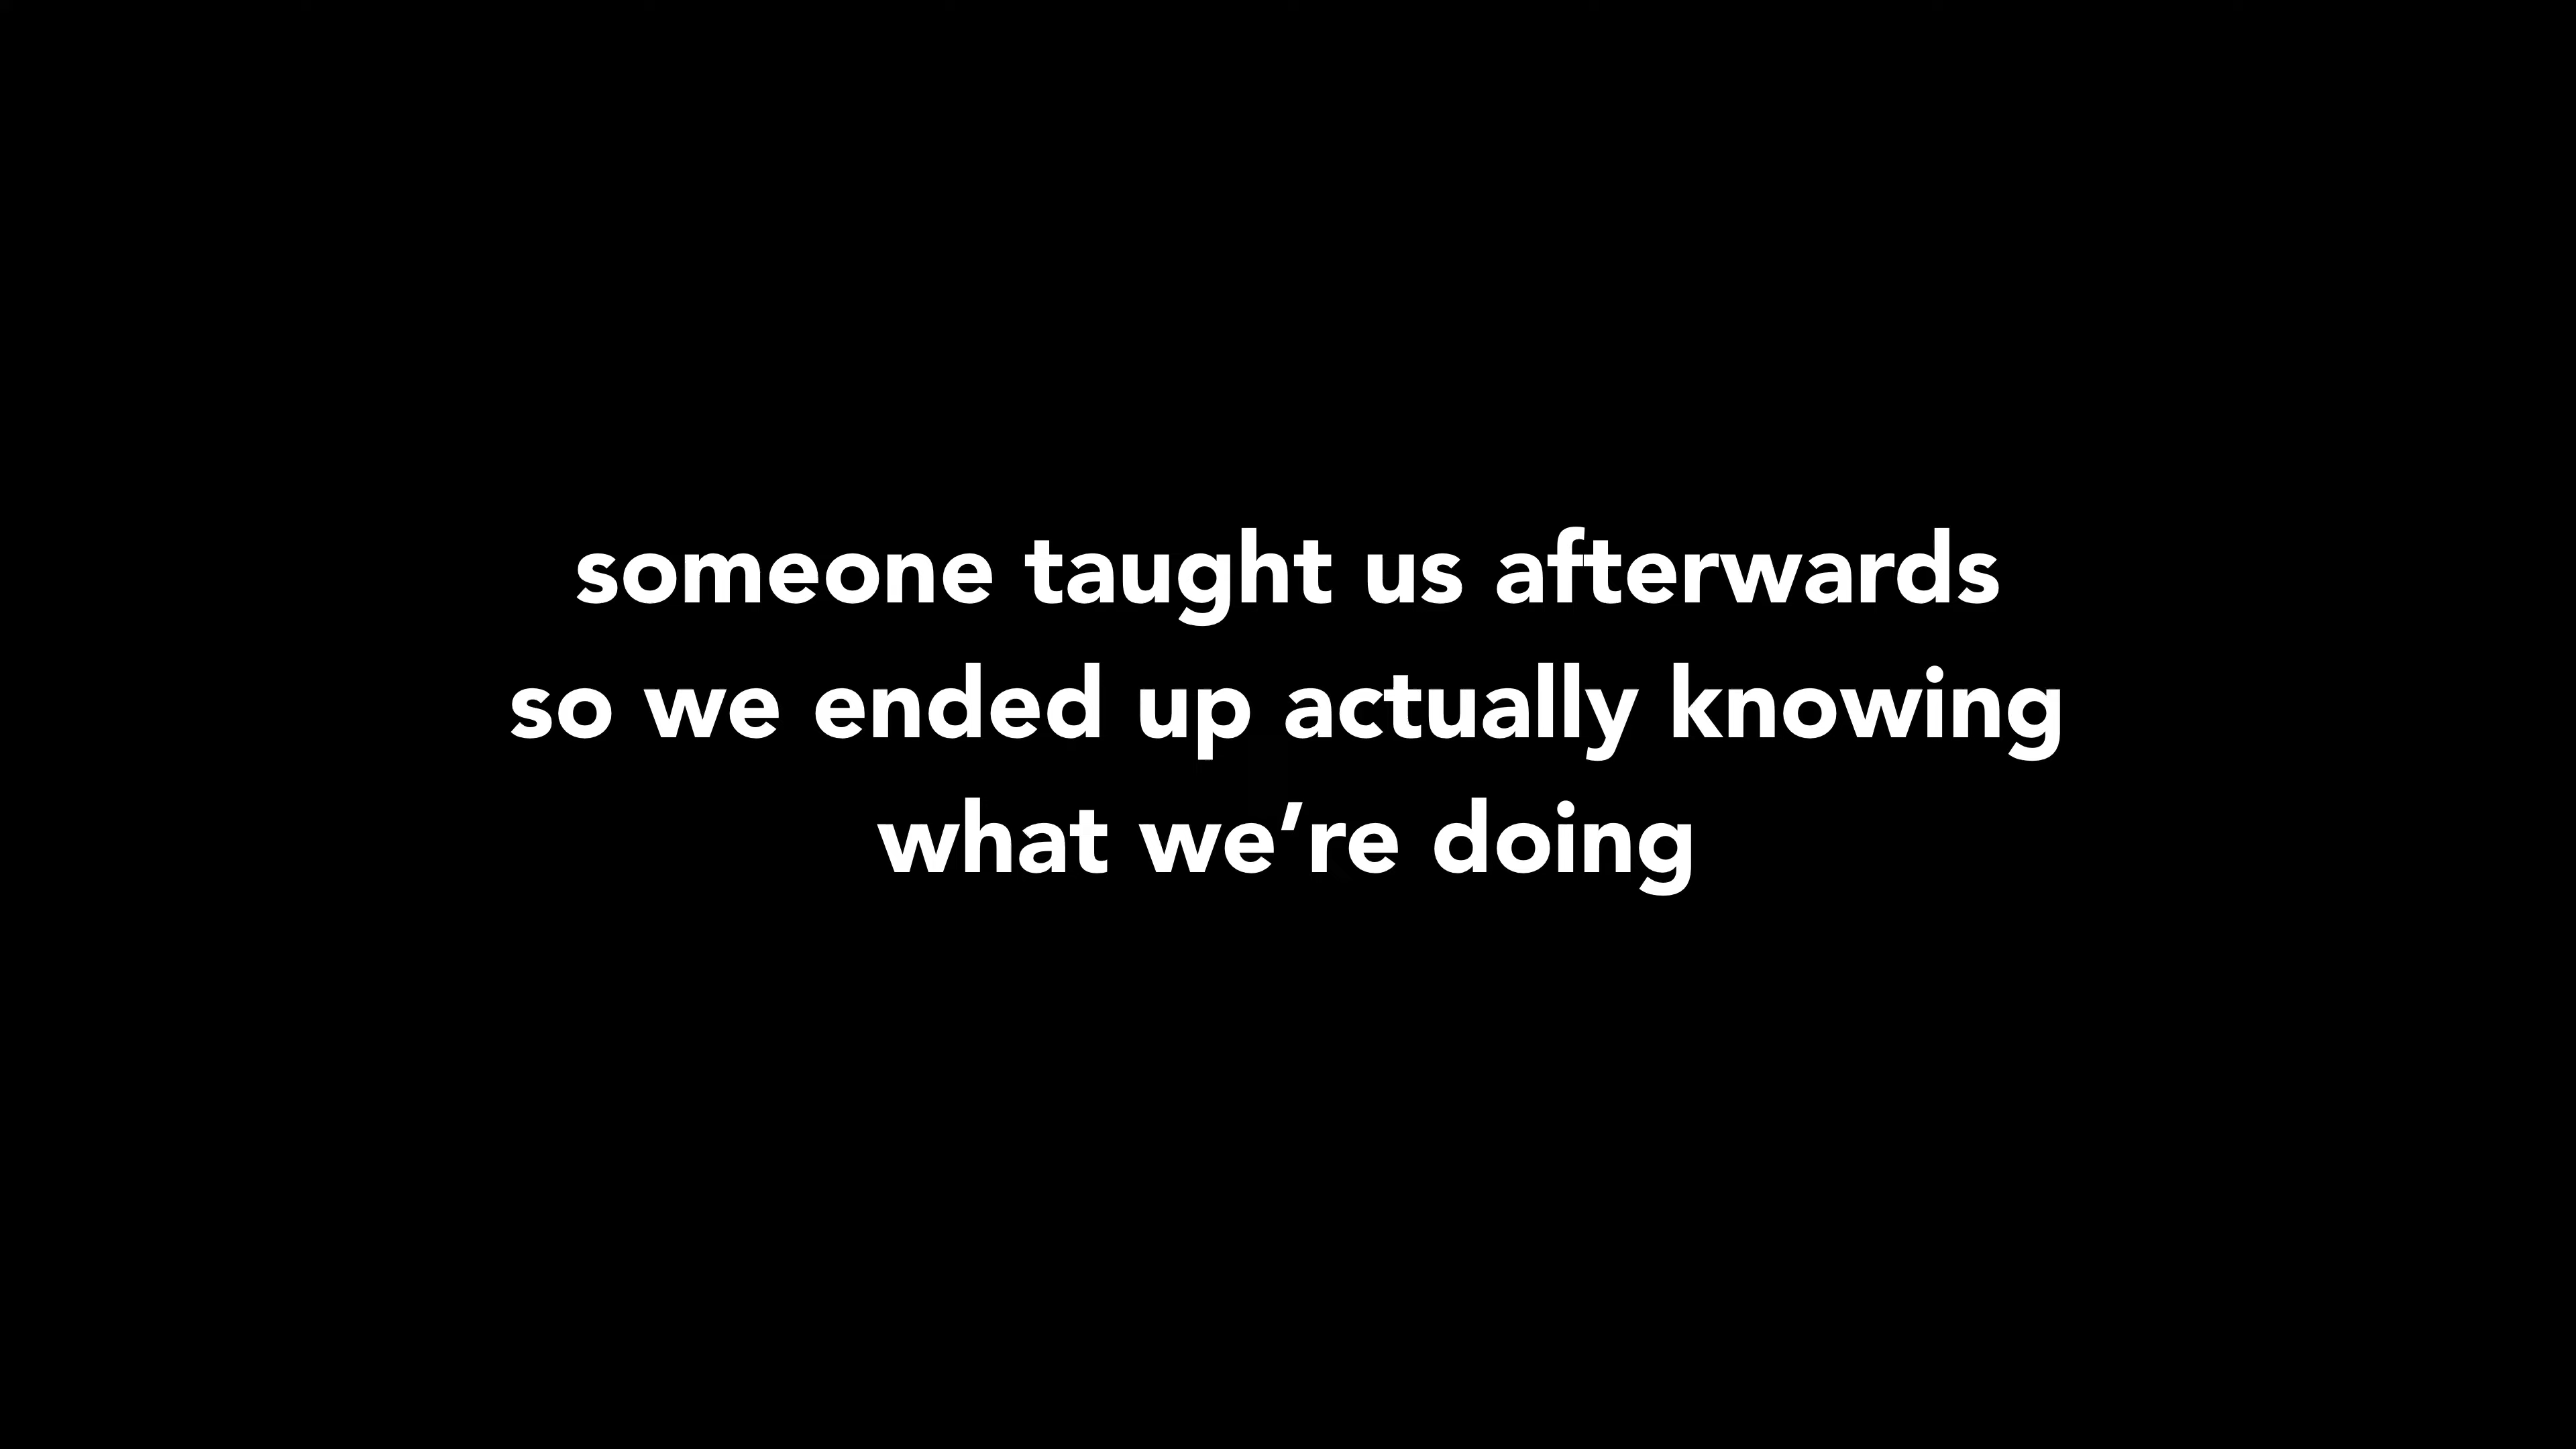 someone taught us afterwards
so we ended up actually knowing
what we’re doing